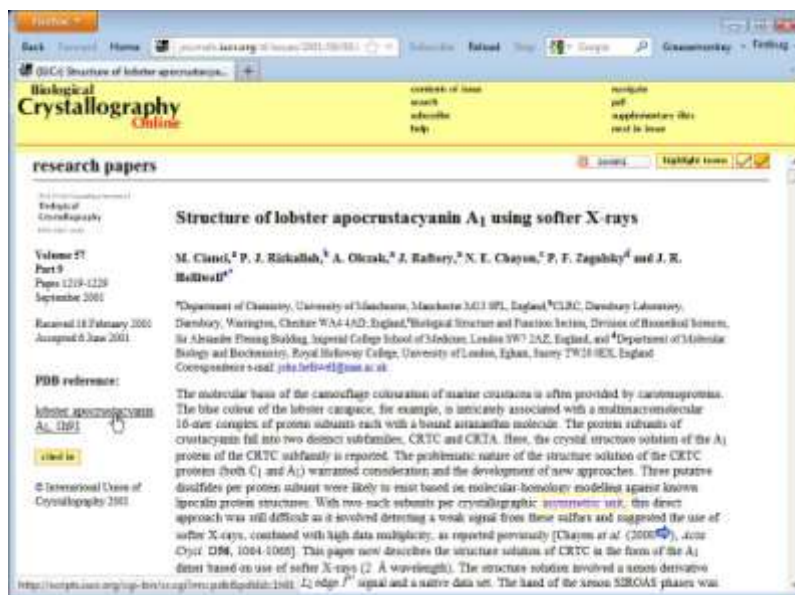 Firefox
Back Forward Home Reload Google Greasemonkey Firebug
Structure of lobster apocrustacya...
Biological
Crystallography
Online
contents of issue
search
subscribe
help
navigate
pdf
supplementary files
next in issue
research papers
highlight terms
Biological
Crystallography
Structure of lobster apocrustacyanin A1 using softer X-rays
Volume 57
Part 9
Pages 1219-1229
September 2001
M. Cianci,a P. J. Rizkallah,b A. Olczak,a J. Raftery,a N. E. Chayen,c P. F. Zagalskyd and J. R.
Helliwella*
Received 16 February 2001
Accepted 6 June 2001
aDepartment of Chemistry, University of Manchester, Manchester M13 9PL, England,bCLRC, Daresbury Laboratory,
Daresbury, Warrington, Cheshire WA4 4AD, England,cBiological Structure and Function Section, Division of Biomedical Sciences,
Sir Alexander Fleming Building, Imperial College School of Medicine, London SW7 2AZ, England, and dDepartment of Molecular
Biology and Biochemistry, Royal Holloway College, University of London, Egham, Surrey TW20 0EX, England
Correspondence e-mail:
PDB reference:
lobster apocrustacyanin
A1, 1h91
cited in
© International Union of
Crystallography 2001
The molecular basis of the camouflage colouration of marine crustacea is often provided by carotenoproteins.
The blue colour of the lobster carapace, for example, is intricately associated with a multimacromolecular
16-mer complex of protein subunits each with a bound astaxanthin molecule. The protein subunits of
crustacyanin fall into two distinct subfamilies, CRTC and CRTA. Here, the crystal structure solution of the A1
protein of the CRTC subfamily is reported. The problematic nature of the structure solution of the CRTC
proteins (both C1 and A1) warranted consideration and the development of new approaches. Three putative
disulfides per protein subunit were likely to exist based on molecular-homology modelling against known
lipocalin protein structures. With two such subunits per crystallographic asymmetric unit, this direct
approach was still difficult as it involved detecting a weak signal from these sulfurs and suggested the use of
softer X-rays, combined with high data multiplicity, as reported previously [Chayen et al. (2000), Acta
Cryst. D56, 1064-1066]. This paper now describes the structure solution of CRTC in the form of the A1
dimer based on use of softer X-rays (2 Å wavelength). The structure solution involved a xenon derivative
LI edge f'' signal and a native data set. The hand of the xenon SIROAS phases was